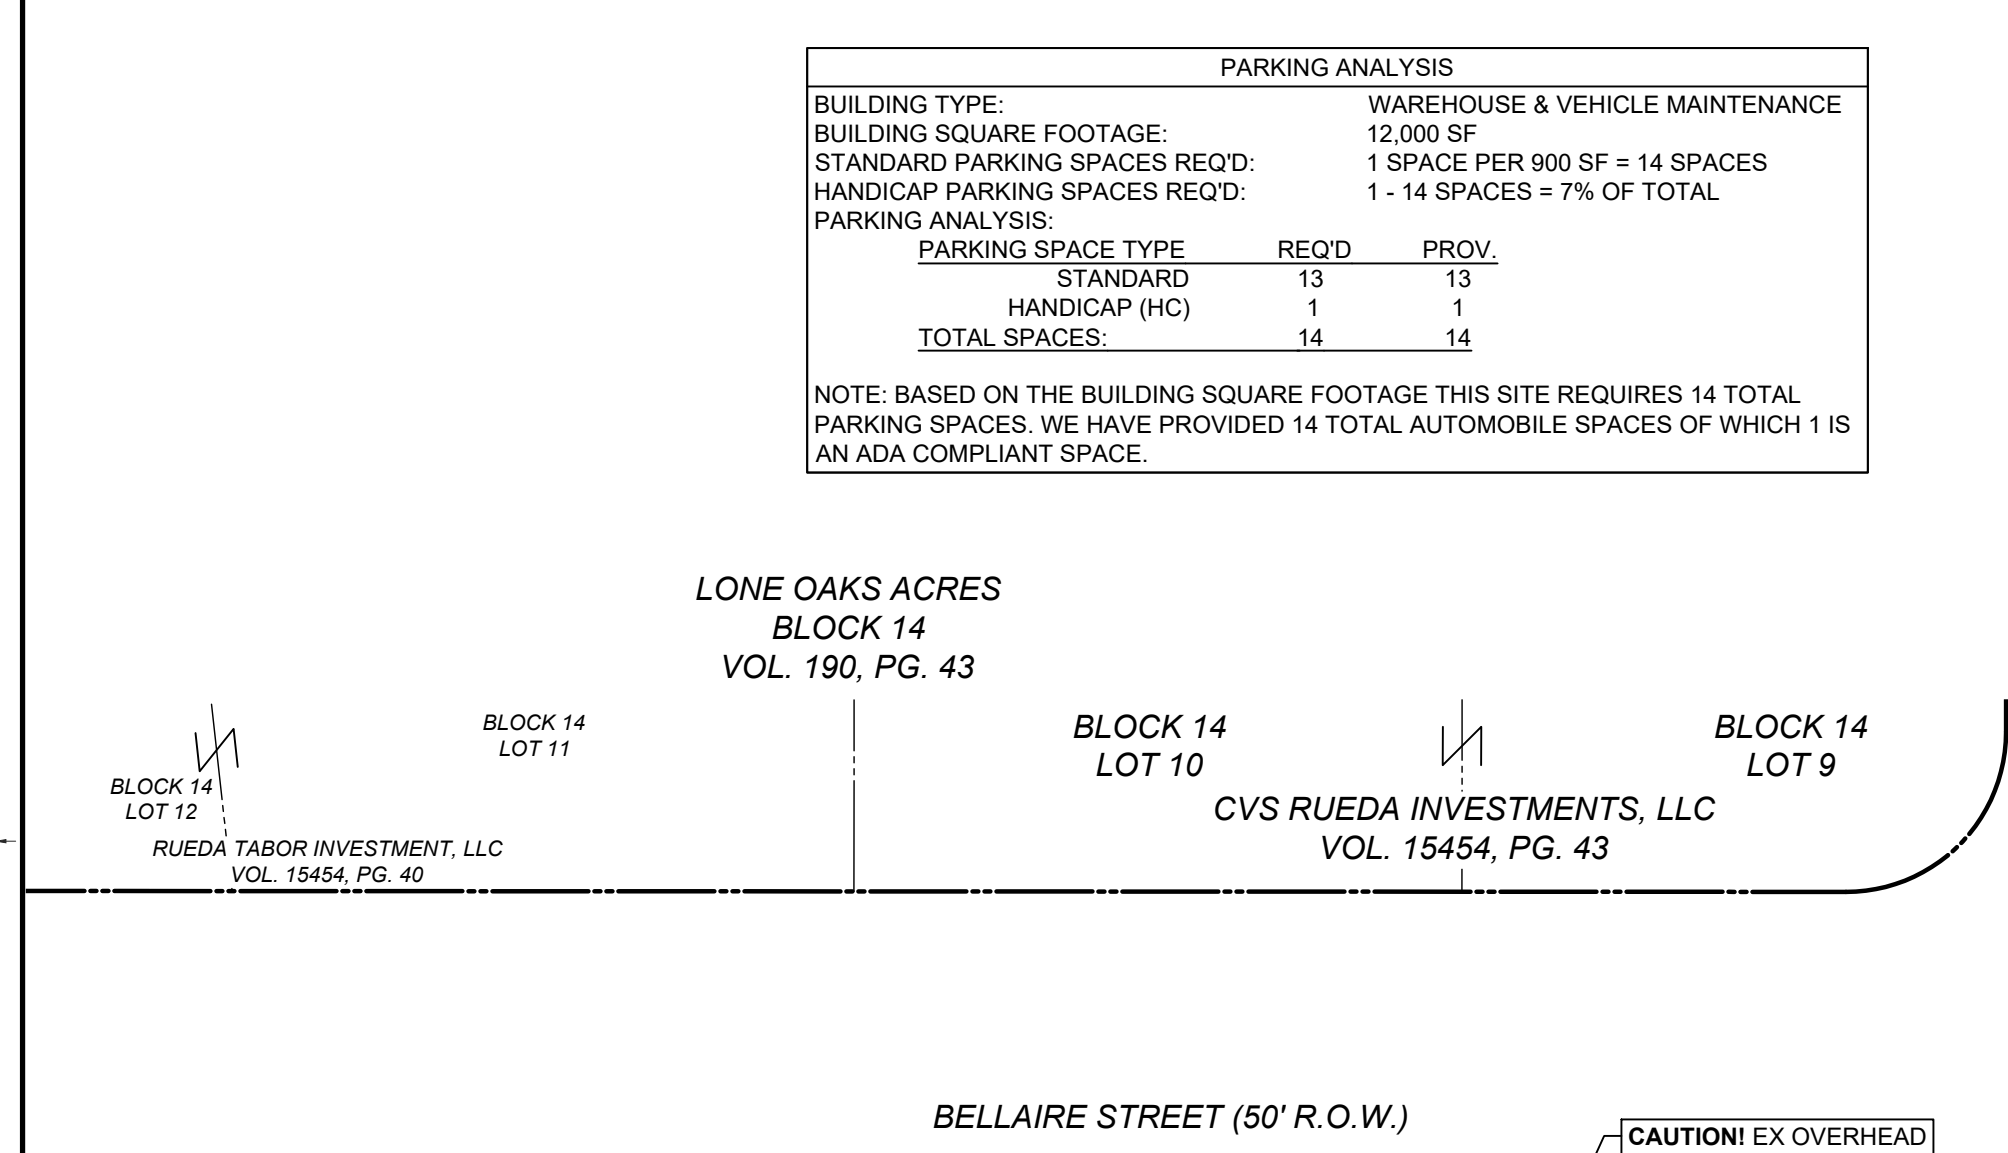 PARKING ANALYSIS
BUILDING TYPE: WAREHOUSE & VEHICLE MAINTENANCE
BUILDING SQUARE FOOTAGE: 12,000 SF
STANDARD PARKING SPACES REQ'D: 1 SPACE PER 900 SF = 14 SPACES
HANDICAP PARKING SPACES REQ'D: 1 - 14 SPACES = 7% OF TOTAL
PARKING ANALYSIS:
PARKING SPACE TYPE REQ'D PROV.
STANDARD 13 13
HANDICAP (HC) 1 1
TOTAL SPACES: 14 14
NOTE: BASED ON THE BUILDING SQUARE FOOTAGE THIS SITE REQUIRES 14 TOTAL
PARKING SPACES. WE HAVE PROVIDED 14 TOTAL AUTOMOBILE SPACES OF WHICH 1 IS
AN ADA COMPLIANT SPACE.
LONE OAKS ACRES
BLOCK 14
VOL. 190, PG. 43
BLOCK 14
LOT 12
BLOCK 14
LOT 11
RUEDA TABOR INVESTMENT, LLC
VOL. 15454, PG. 40
BLOCK 14
LOT 10
BLOCK 14
LOT 9
CVS RUEDA INVESTMENTS, LLC
VOL. 15454, PG. 43
BELLAIRE STREET (50' R.O.W.)
CAUTION! EX OVERHEAD